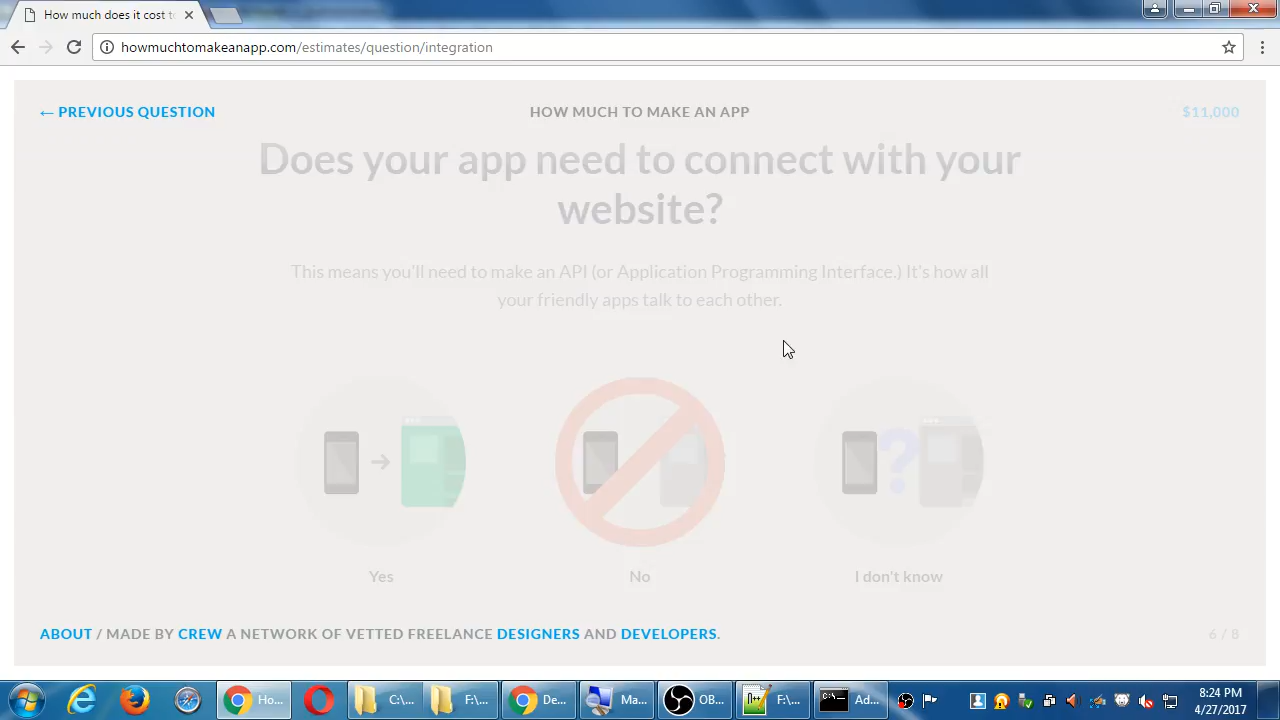 How much does it cost to
howmuchtomakeanapp.com/estimates/question/integration
← PREVIOUS QUESTION
HOW MUCH TO MAKE AN APP
$11,000
Does your app need to connect with your
website?
This means you'll need to make an API (or Application Programming Interface.) It's how all
your friendly apps talk to each other.
Yes
No
I don't know
ABOUT / MADE BY CREW A NETWORK OF VETTED FREELANCE DESIGNERS AND DEVELOPERS.
6 / 8
Ho...
C:\...
F:\...
De...
Ma...
OB...
F:\...
Ad...
8:24 PM
4/27/2017